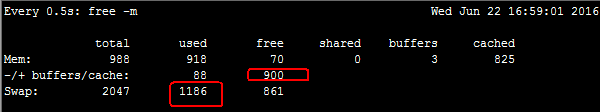 Every 0.5s: free -m Wed Jun 22 16:59:01 2016
total used free shared buffers cached
Mem: 988 918 70 0 3 825
-/+ buffers/cache: 88 900
Swap: 2047 1186 861